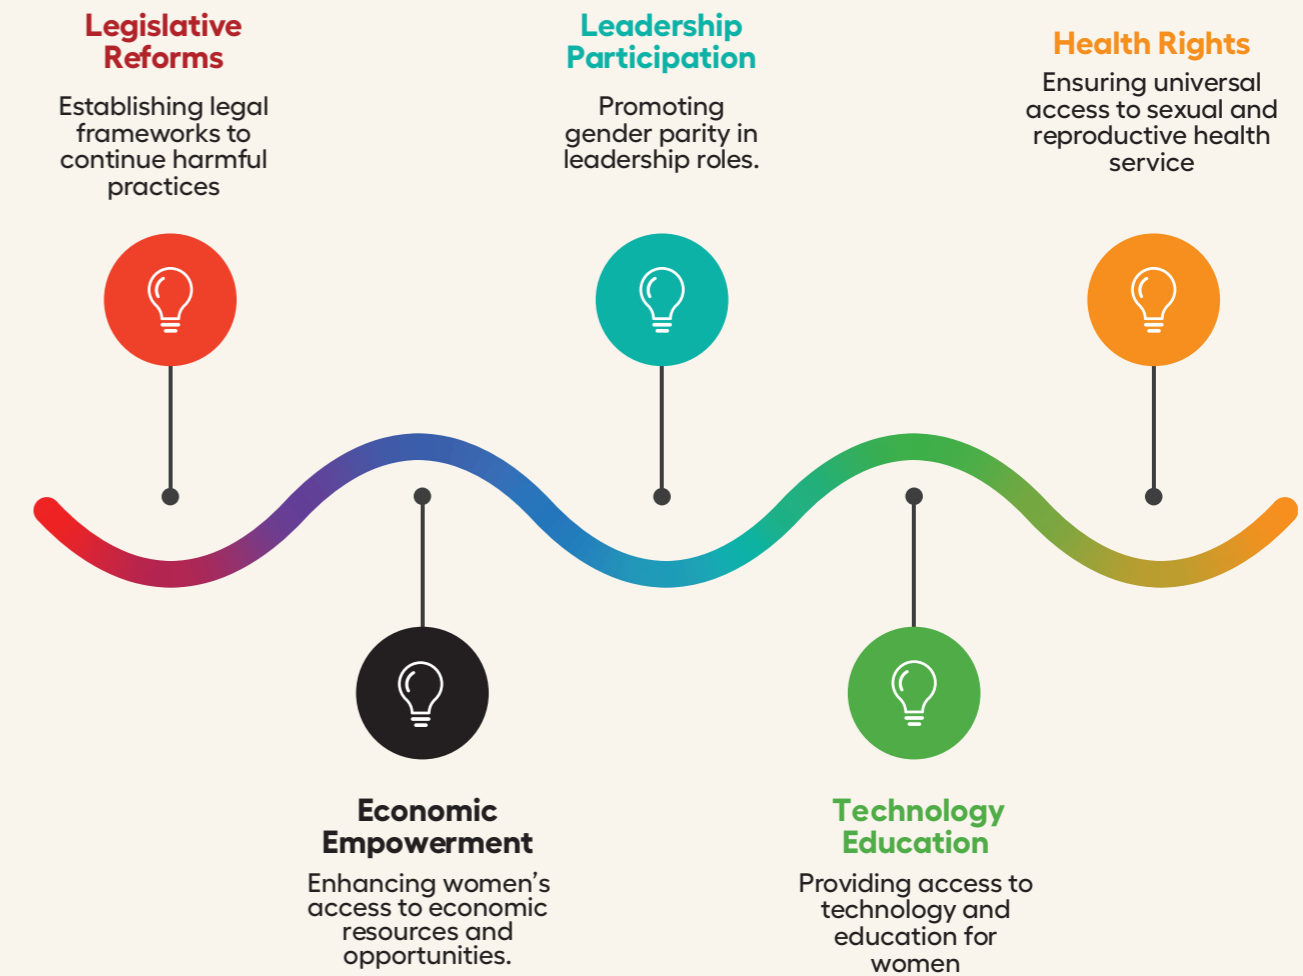 Legislative
Reforms
Establishing legal
frameworks to
continue harmful
practices
Leadership
Participation
Promoting
gender parity in
leadership roles.
Health Rights
Ensuring universal
access to sexual and
reproductive health
service
Economic
Empowerment
Enhancing women’s
access to economic
resources and
opportunities.
Technology
Education
Providing access to
technology and
education for
women